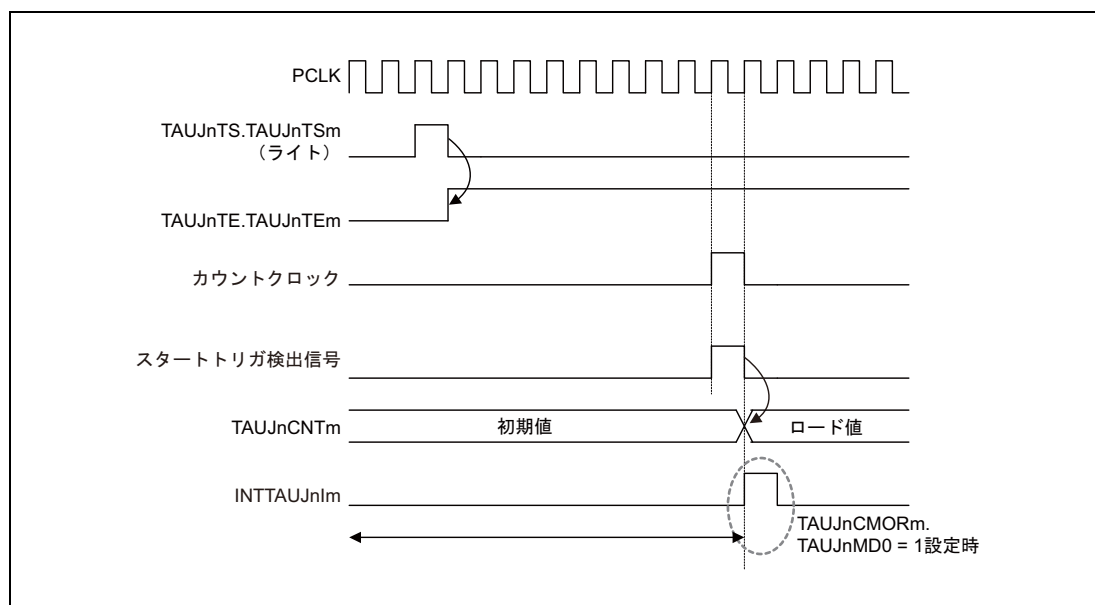 PCLK
TAUJnTS.TAUJnTSm
（ライト）
TAUJnTE.TAUJnTEm
カウントクロック
スタートトリガ検出信号
TAUJnCNTm
初期値
ロード値
INTTAUJnIm
TAUJnCMORm.
TAUJnMD0 = 1設定時